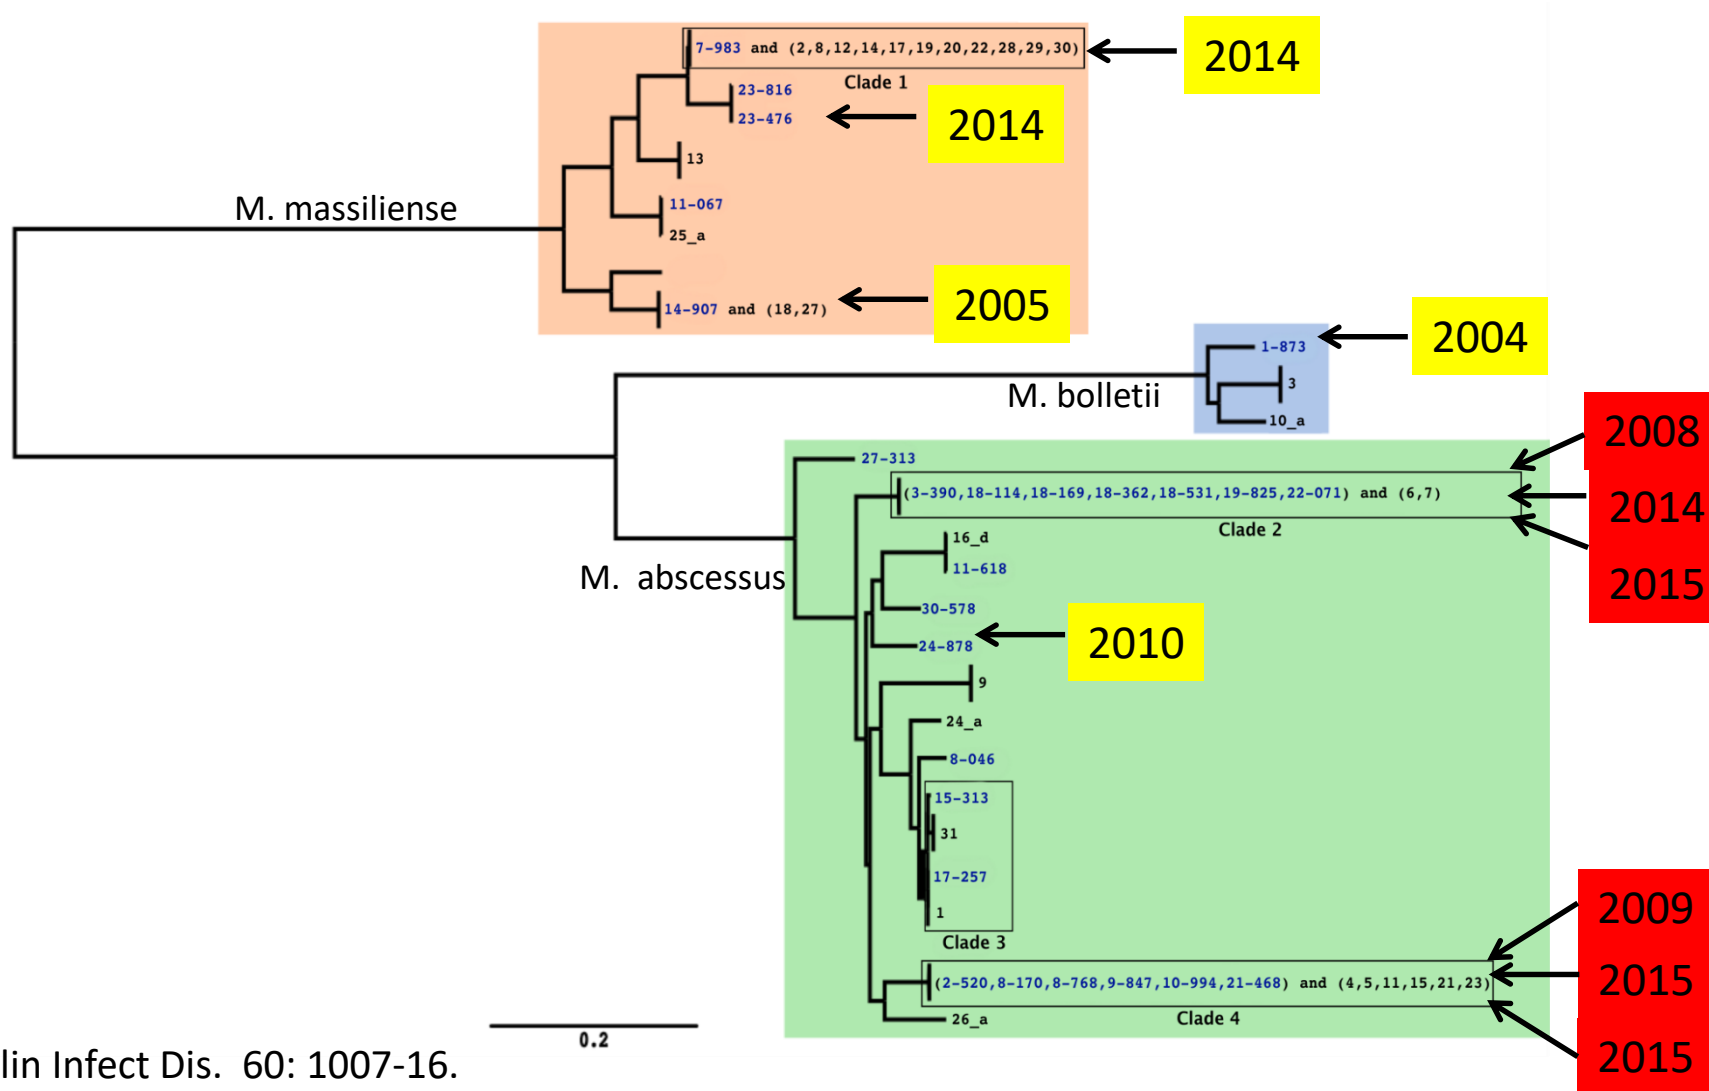 7-983 and (2,8,12,14,17,19,20,22,28,29,30)
2014
Clade 1
23-816
23-476
2014
13
M. massiliense
11-067
25_a
14-907 and (18,27)
2005
2004
1-873
3
M. bolletii
10_a
2008
27-313
(3-390,18-114,18-169,18-362,18-531,19-825,22-071) and (6,7)
2014
Clade 2
16_d
11-618
M. abscessus
2015
30-578
24-878
2010
9
24_a
8-046
15-313
31
17-257
1
Clade 3
2009
(2-520,8-170,8-768,9-847,10-994,21-468) and (4,5,11,15,21,23)
2015
26_a
Clade 4
0.2
2015
lin Infect Dis. 60: 1007-16.